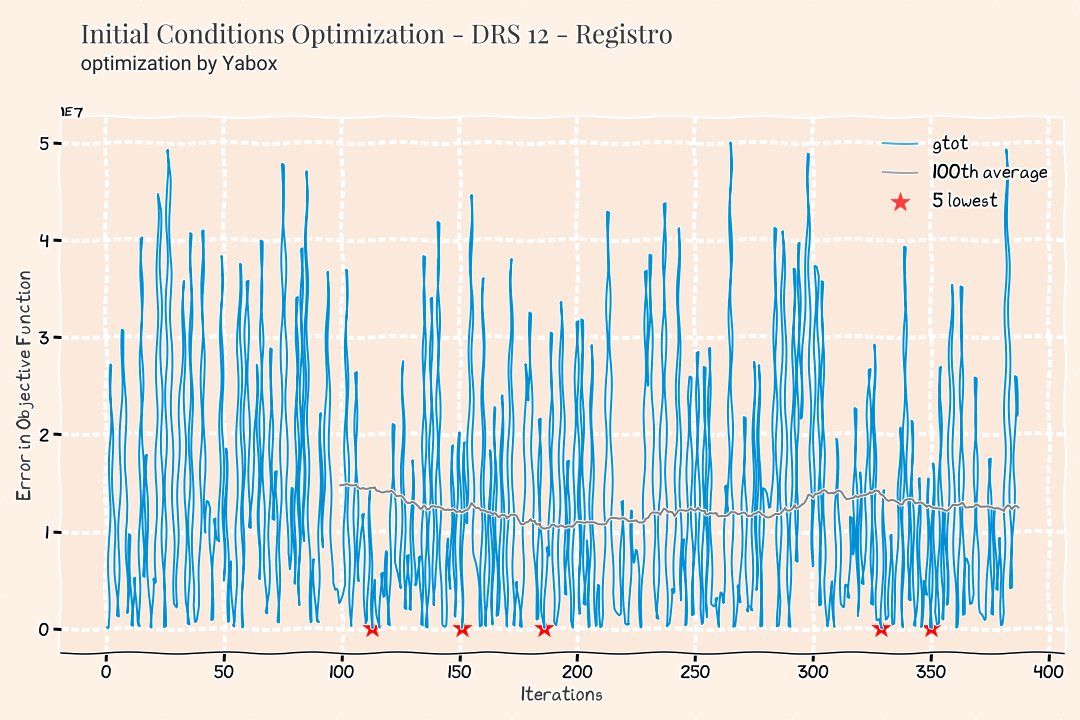 Initial Conditions Optimization - DRS 12 - Registro
optimization by Yabox
1E7
5
4
3
2
1
0
Error in Objective Function
gtot
100th average
5 lowest
0 50 100 150 200 250 300 350 400
Iterations